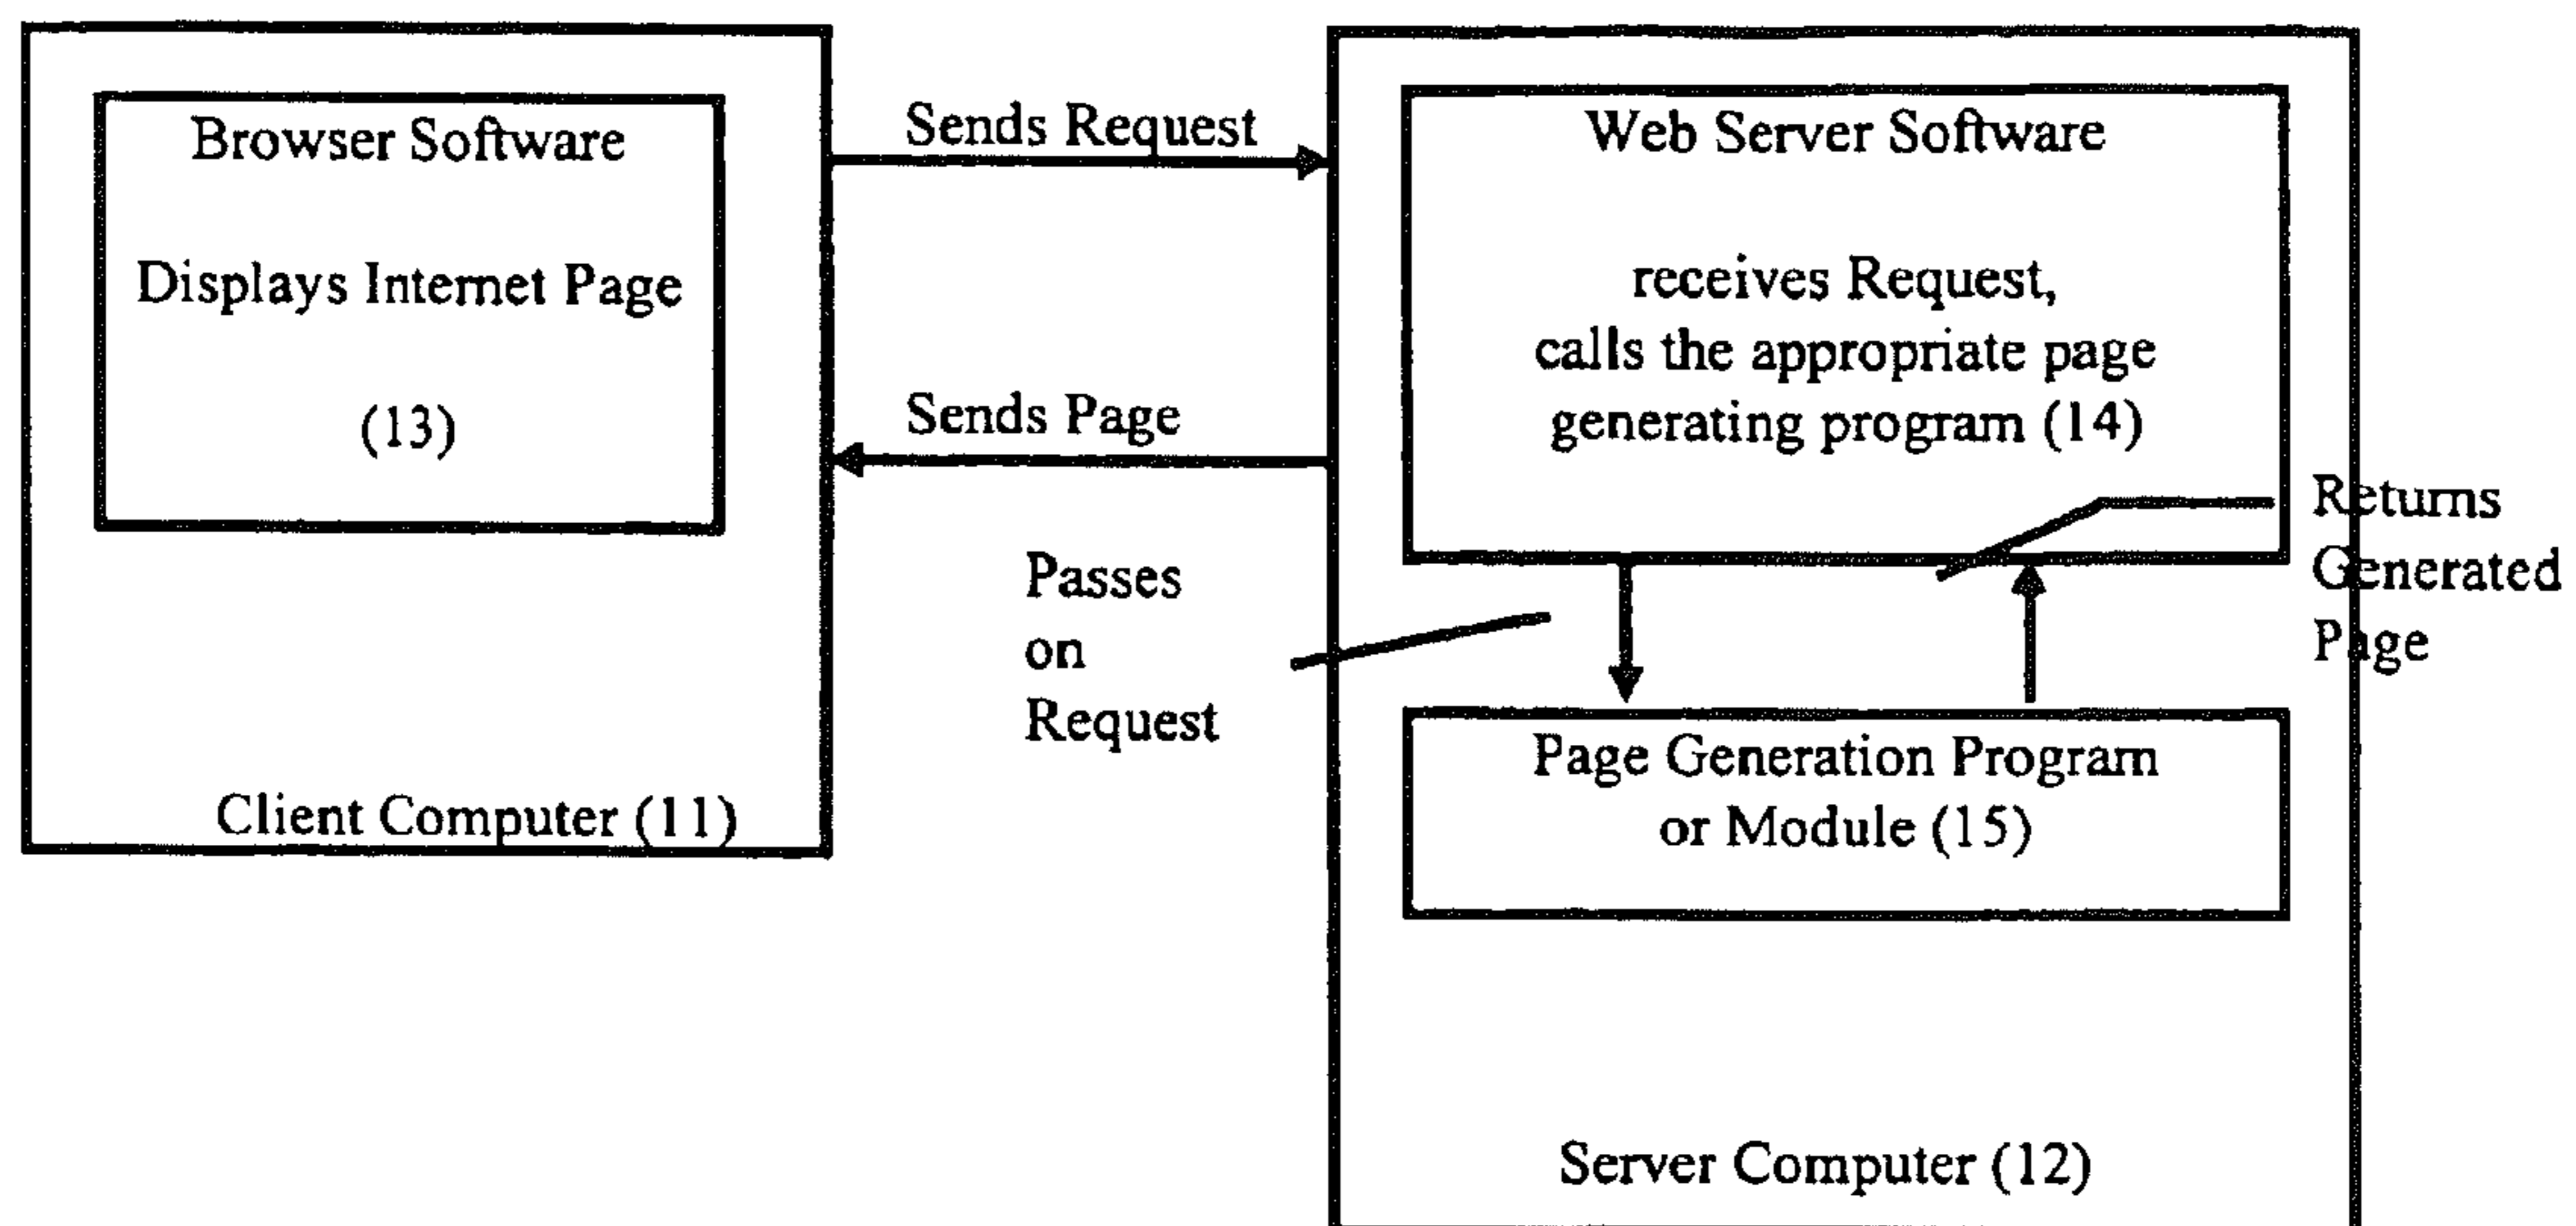 Browser Software
Displays Internet Page
(13)
Client Computer (11)
Sends Request
Sends Page
Passes
on
Request
Web Server Software
receives Request,
calls the appropriate page
generating program (14)
Returns
Generated
Page
Page Generation Program
or Module (15)
Server Computer (12)